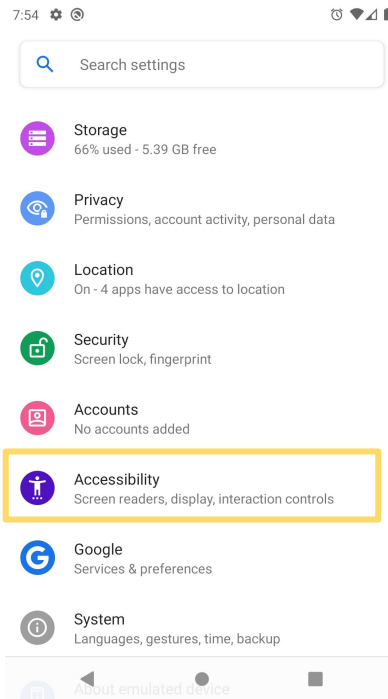 7:54
Search settings
Storage
66% used - 5.39 GB free
Privacy
Permissions, account activity, personal data
Location
On - 4 apps have access to location
Security
Screen lock, fingerprint
Accounts
No accounts added
Accessibility
Screen readers, display, interaction controls
Google
Services & preferences
System
Languages, gestures, time, backup
About emulated device